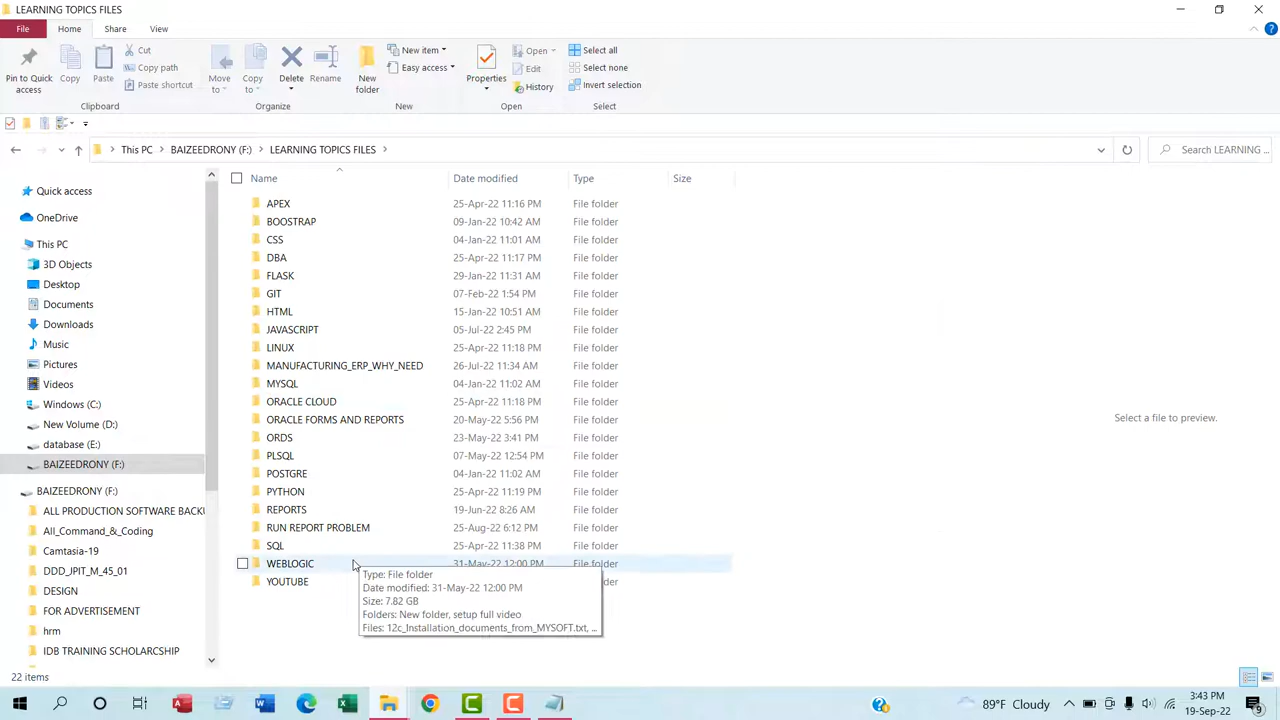 LEARNING TOPICS FILES
File Home Share View
Pin to Quick access
Copy
Paste
Cut
Copy path
Paste shortcut
Clipboard
Move to
Copy to
Delete
Rename
Organize
New folder
New item
Easy access
New
Properties
Open
Edit
History
Open
Select all
Select none
Invert selection
Select
This PC BAIZEEDRONY (F:) LEARNING TOPICS FILES
Search LEARNING ...
Quick access
OneDrive
This PC
3D Objects
Desktop
Documents
Downloads
Music
Pictures
Videos
Windows (C:)
New Volume (D:)
database (E:)
BAIZEEDRONY (F:)
BAIZEEDRONY (F:)
ALL PRODUCTION SOFTWARE BACKU
All_Command_&_Coding
Camtasia-19
DDD_JPIT_M_45_01
DESIGN
FOR ADVERTISEMENT
hrm
IDB TRAINING SCHOLARSHIP
Name Date modified Type Size
APEX 25-Apr-22 11:16 PM File folder
BOOSTRAP 09-Jan-22 10:42 AM File folder
CSS 04-Jan-22 11:01 AM File folder
DBA 25-Apr-22 11:17 PM File folder
FLASK 29-Jan-22 11:31 AM File folder
GIT 07-Feb-22 1:54 PM File folder
HTML 15-Jan-22 10:51 AM File folder
JAVASCRIPT 05-Jul-22 2:45 PM File folder
LINUX 25-Apr-22 11:18 PM File folder
MANUFACTURING_ERP_WHY_NEED 26-Jul-22 11:34 AM File folder
MYSQL 04-Jan-22 11:02 AM File folder
ORACLE CLOUD 25-Apr-22 11:18 PM File folder
ORACLE FORMS AND REPORTS 20-May-22 5:56 PM File folder
ORDS 23-May-22 3:41 PM File folder
PLSQL 07-May-22 12:54 PM File folder
POSTGRE 04-Jan-22 11:02 AM File folder
PYTHON 25-Apr-22 11:19 PM File folder
REPORTS 19-Jun-22 8:26 AM File folder
RUN REPORT PROBLEM 25-Aug-22 6:12 PM File folder
SQL 25-Apr-22 11:38 PM File folder
WEBLOGIC 31-May-22 12:00 PM File folder
YOUTUBE
Type: File folder
Date modified: 31-May-22 12:00 PM
Size: 7.82 GB
Folders: New folder, setup full video
Files: 12c_Installation_documents_from_MYSOFT.txt, ...
Select a file to preview.
22 items
89°F Cloudy
3:43 PM
19-Sep-22
9